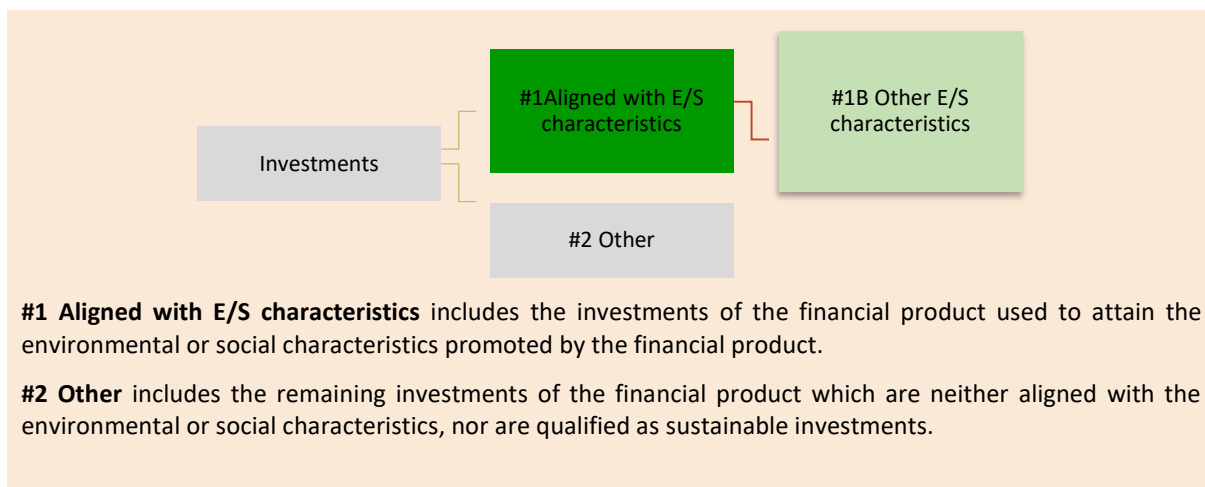 #1Aligned with E/S
characteristics
#1B Other E/S
characteristics
Investments
#2 Other
#1 Aligned with E/S characteristics includes the investments of the financial product used to attain the
environmental or social characteristics promoted by the financial product.
#2 Other includes the remaining investments of the financial product which are neither aligned with the
environmental or social characteristics, nor are qualified as sustainable investments.